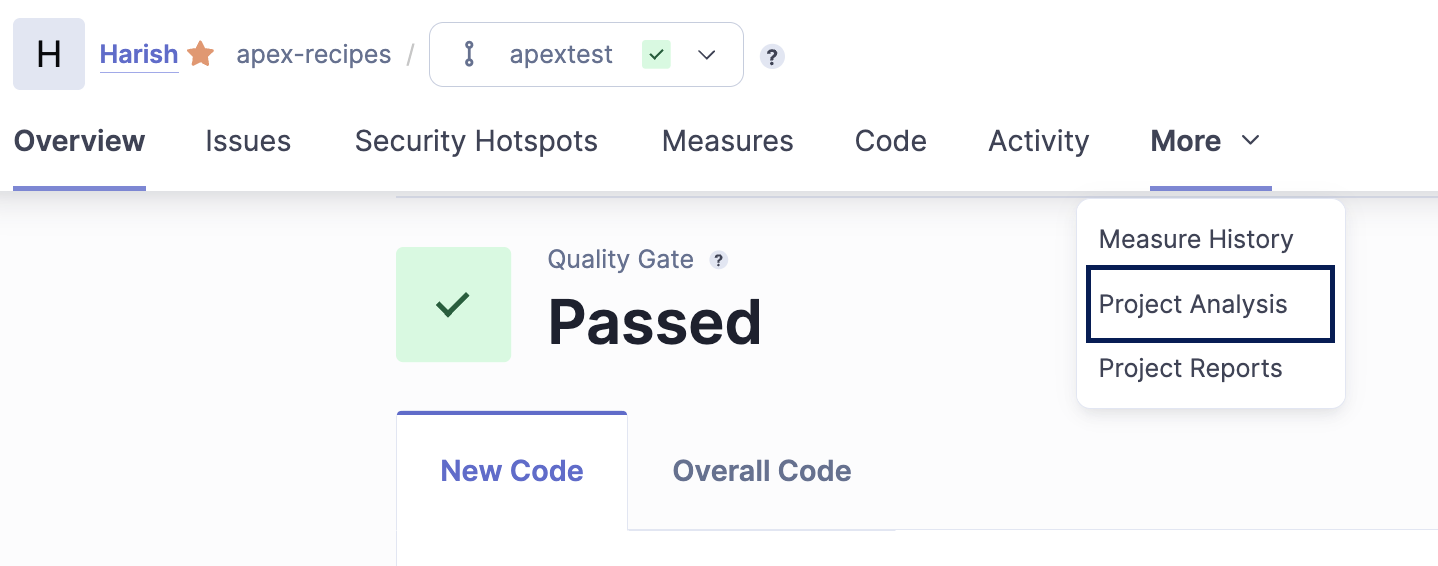 H Harish apex-recipes / apextest ?
Overview Issues Security Hotspots Measures Code Activity More
Measure History
Project Analysis
Project Reports
Quality Gate ?
Passed
New Code Overall Code